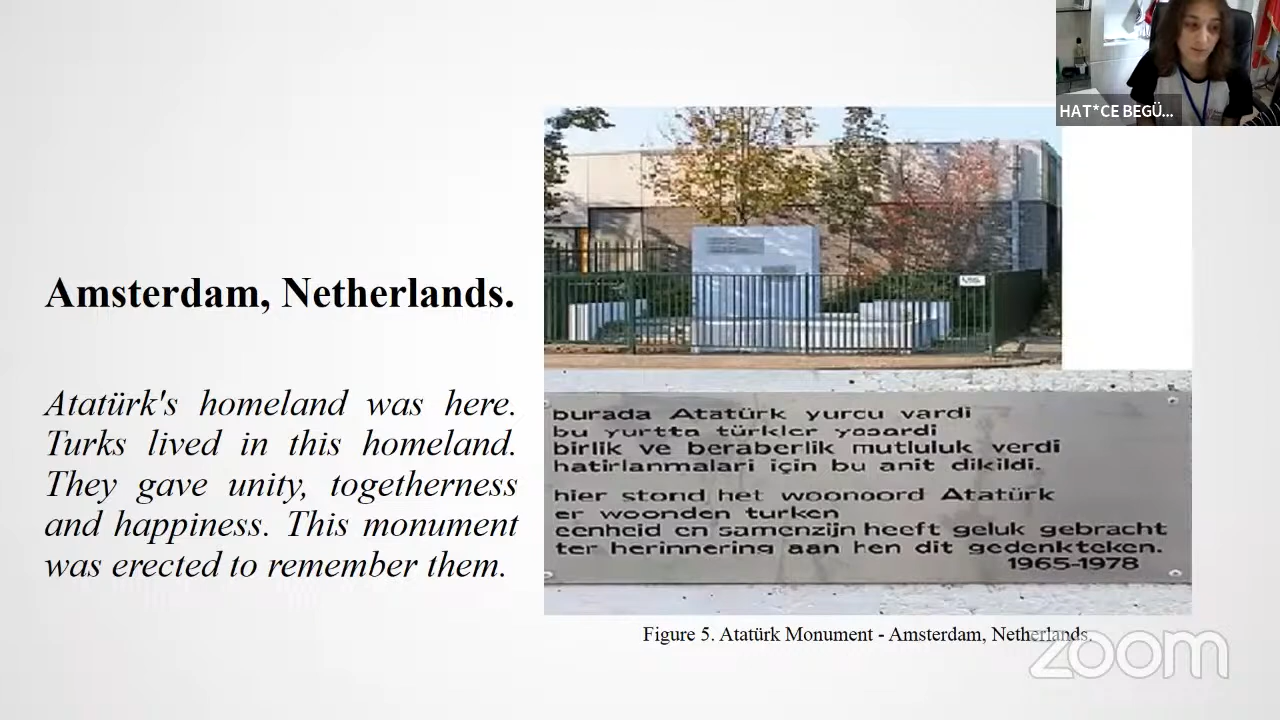 HAT*CE BEGÜ...
Amsterdam, Netherlands.
Atatürk's homeland was here.
Turks lived in this homeland.
They gave unity, togetherness
and happiness. This monument
was erected to remember them.
burada Atatürk yurdu vardi
bu yurtta türkler yaşardi
birlik ve beraberlik mutluluk verdi
hatirlanmalari için bu anit dikildi.
hier stond het woonoord Atatürk
er woonden turken
eenheid en samenzijn heeft geluk gebracht
ter herinnering aan hen dit gedenkteken.
1965-1978
Figure 5. Atatürk Monument - Amsterdam, Netherlands.
zoom